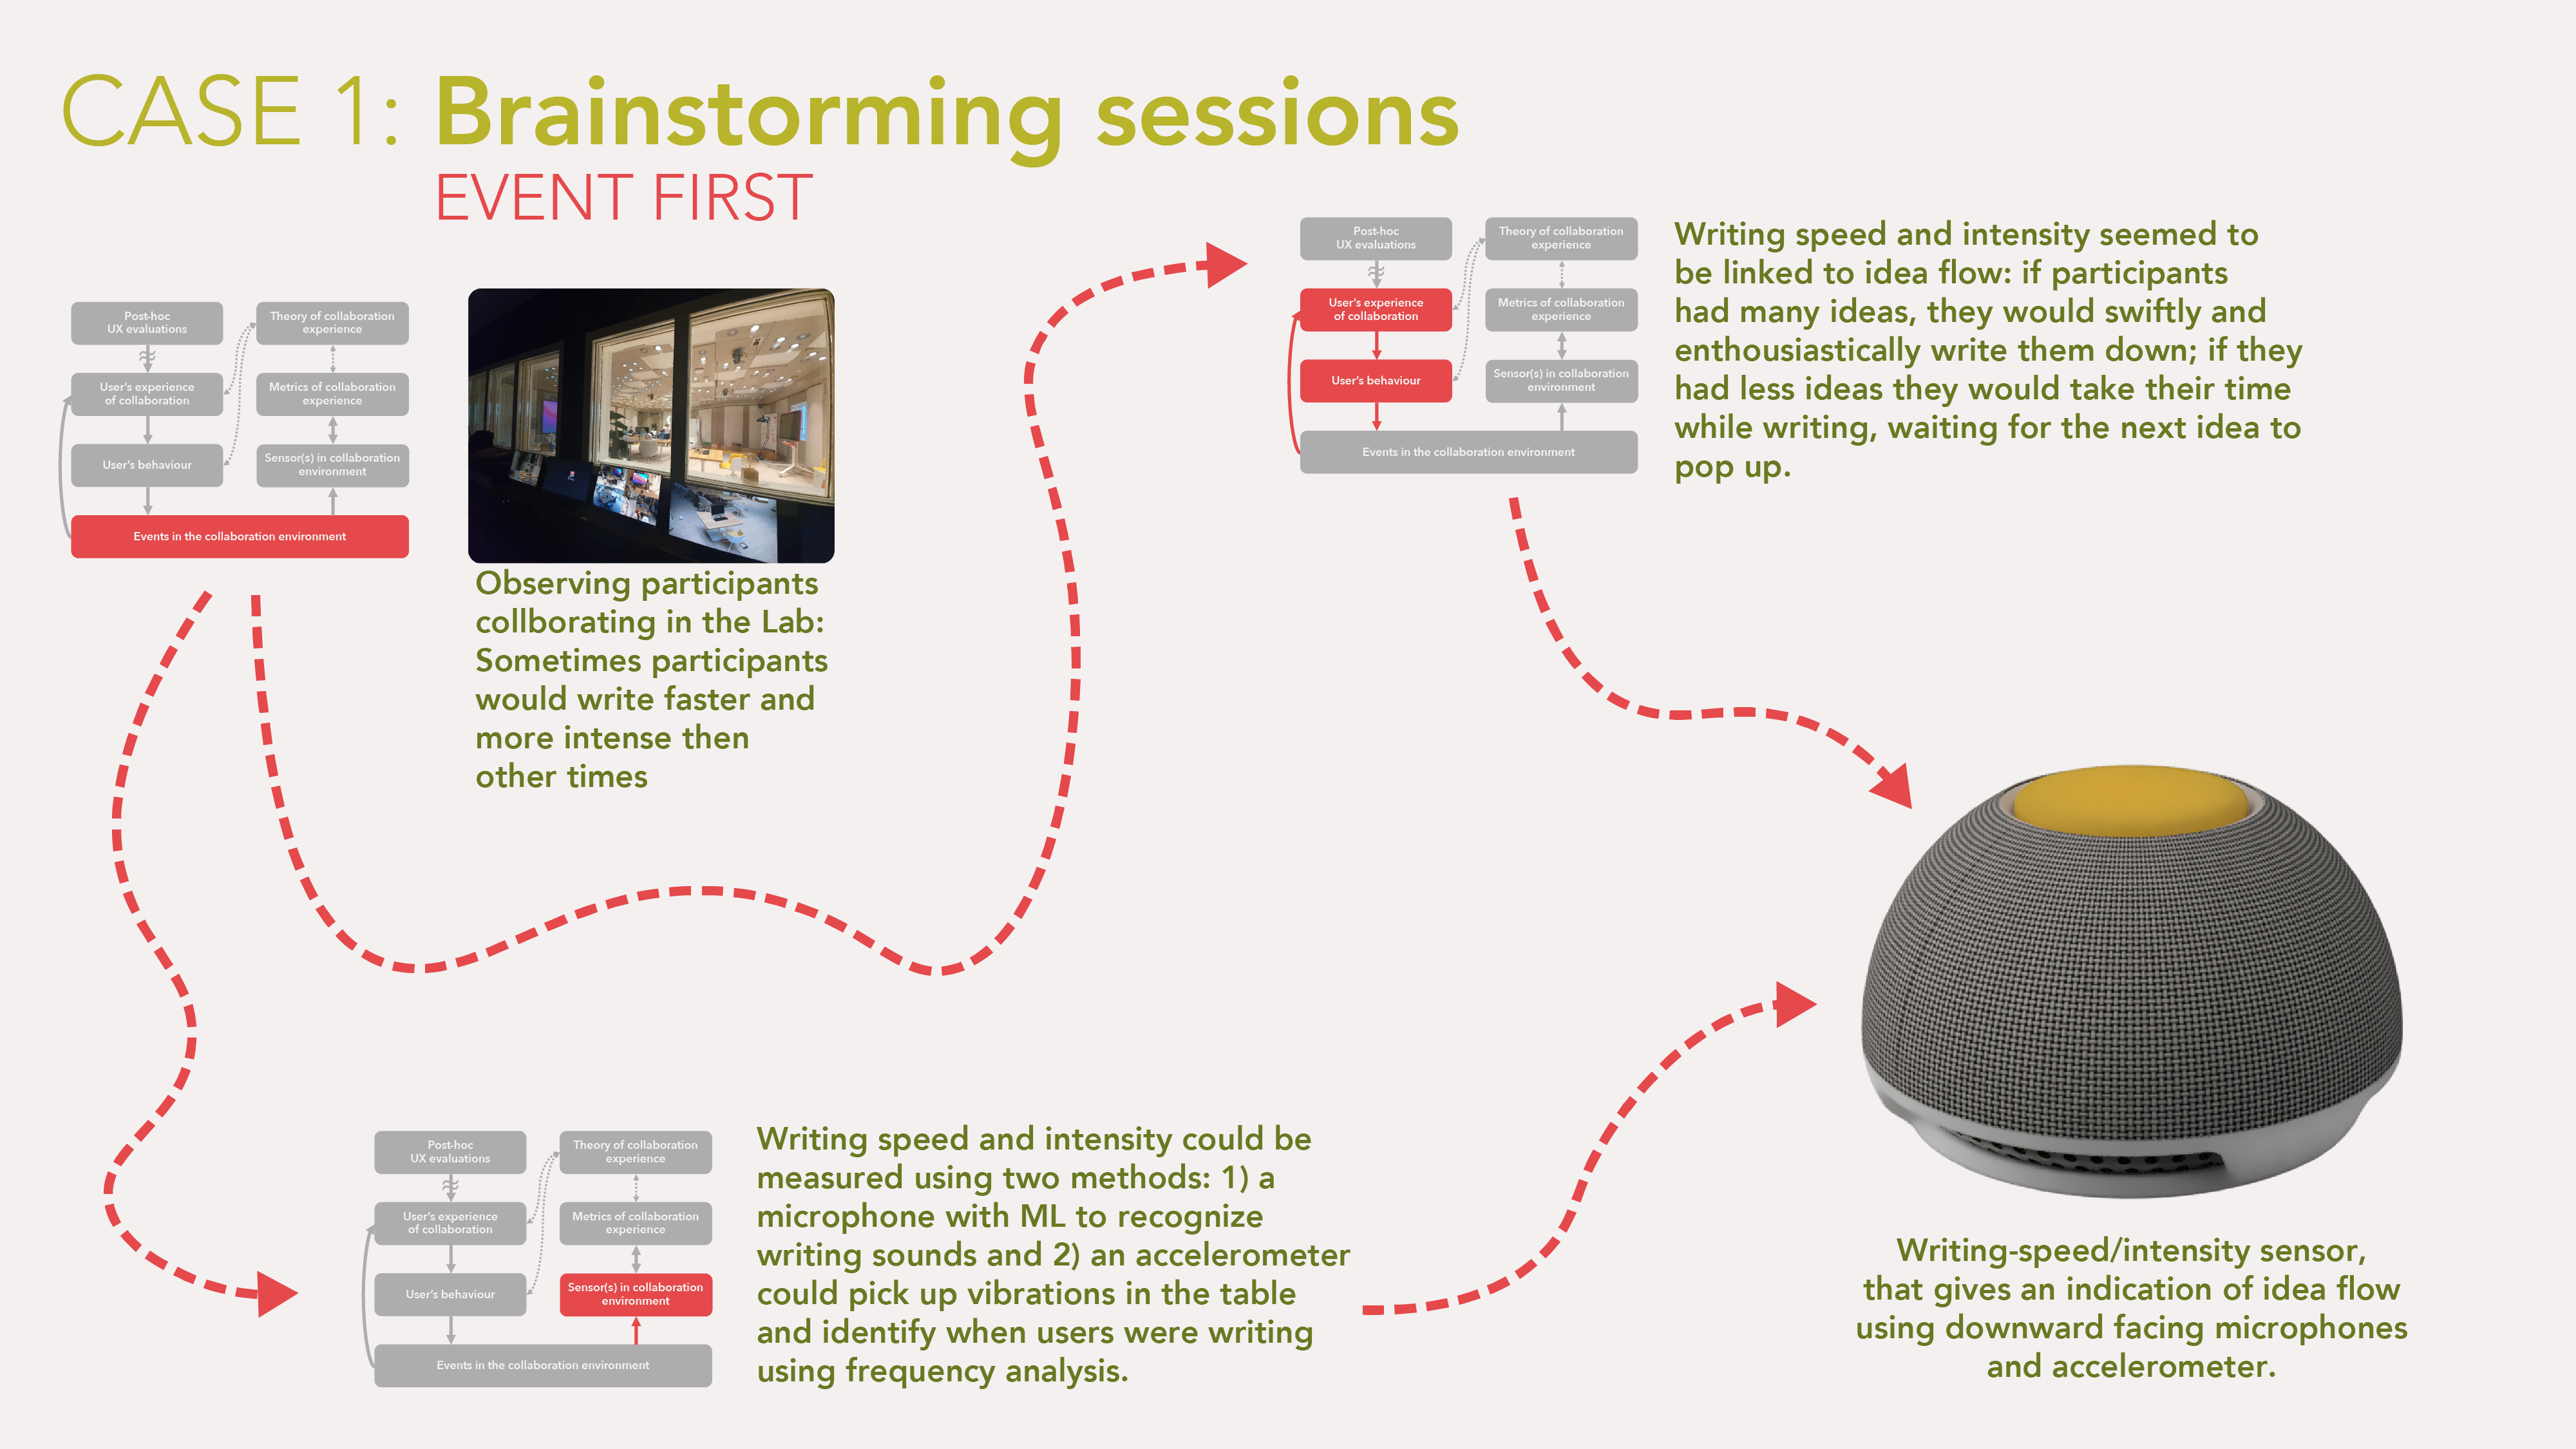 CASE 1: Brainstorming sessions
EVENT FIRST
Post-hoc
UX evaluations
Theory of collaboration
experience
User's experience
of collaboration
Metrics of collaboration
experience
User's behaviour
Sensor(s) in collaboration
environment
Events in the collaboration environment
Observing participants
collborating in the Lab:
Sometimes participants
would write faster and
more intense then
other times
Post-hoc
UX evaluations
Theory of collaboration
experience
User's experience
of collaboration
Metrics of collaboration
experience
User's behaviour
Sensor(s) in collaboration
environment
Events in the collaboration environment
Writing speed and intensity seemed to
be linked to idea flow: if participants
had many ideas, they would swiftly and
enthousiastically write them down; if they
had less ideas they would take their time
while writing, waiting for the next idea to
pop up.
Post-hoc
UX evaluations
Theory of collaboration
experience
User's experience
of collaboration
Metrics of collaboration
experience
User's behaviour
Sensor(s) in collaboration
environment
Events in the collaboration environment
Writing speed and intensity could be
measured using two methods: 1) a
microphone with ML to recognize
writing sounds and 2) an accelerometer
could pick up vibrations in the table
and identify when users were writing
using frequency analysis.
Writing-speed/intensity sensor,
that gives an indication of idea flow
using downward facing microphones
and accelerometer.